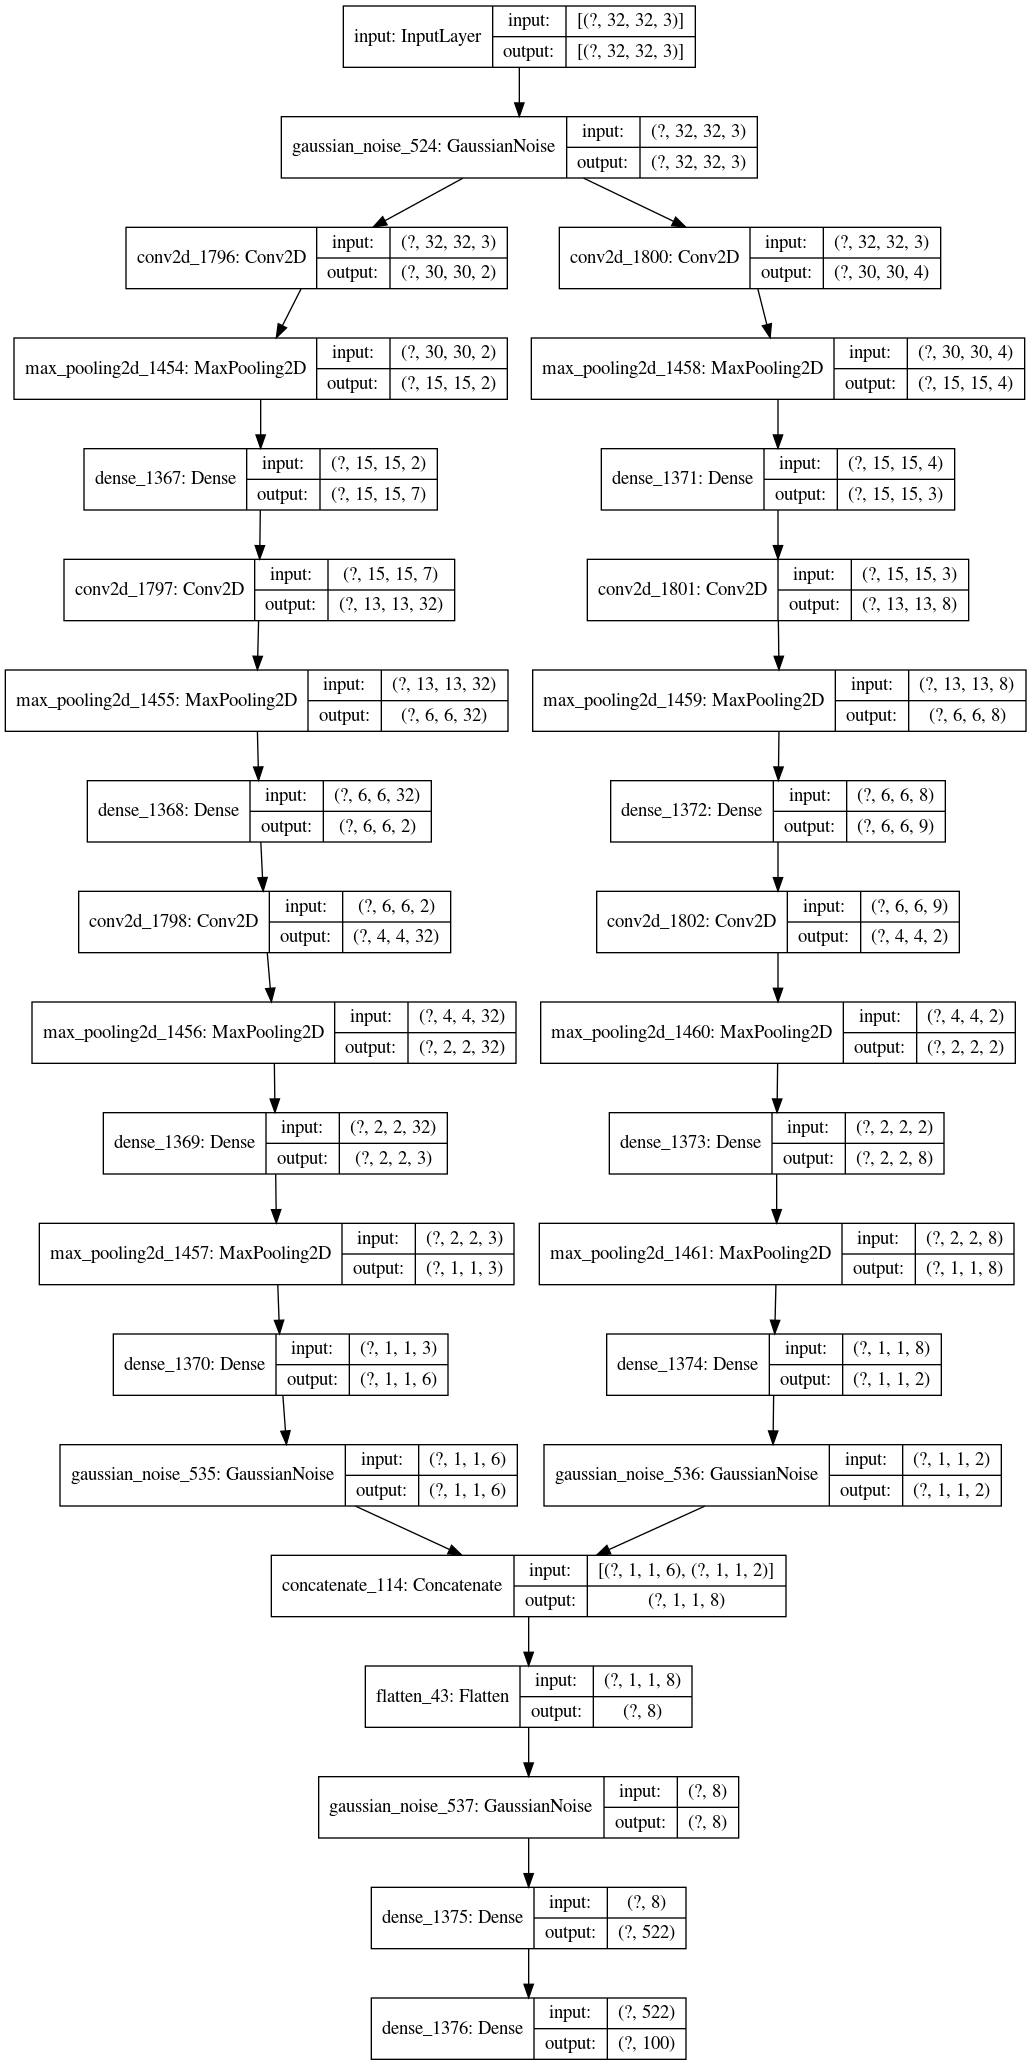 input: InputLayer
input: [(?, 32, 32, 3)]
output: [(?, 32, 32, 3)]
gaussian_noise_524: GaussianNoise
input: (?, 32, 32, 3)
output: (?, 32, 32, 3)
conv2d_1796: Conv2D
input: (?, 32, 32, 3)
output: (?, 30, 30, 2)
conv2d_1800: Conv2D
input: (?, 32, 32, 3)
output: (?, 30, 30, 4)
max_pooling2d_1454: MaxPooling2D
input: (?, 30, 30, 2)
output: (?, 15, 15, 2)
max_pooling2d_1458: MaxPooling2D
input: (?, 30, 30, 4)
output: (?, 15, 15, 4)
dense_1367: Dense
input: (?, 15, 15, 2)
output: (?, 15, 15, 7)
dense_1371: Dense
input: (?, 15, 15, 4)
output: (?, 15, 15, 3)
conv2d_1797: Conv2D
input: (?, 15, 15, 7)
output: (?, 13, 13, 32)
conv2d_1801: Conv2D
input: (?, 15, 15, 3)
output: (?, 13, 13, 8)
max_pooling2d_1455: MaxPooling2D
input: (?, 13, 13, 32)
output: (?, 6, 6, 32)
max_pooling2d_1459: MaxPooling2D
input: (?, 13, 13, 8)
output: (?, 6, 6, 8)
dense_1368: Dense
input: (?, 6, 6, 32)
output: (?, 6, 6, 2)
dense_1372: Dense
input: (?, 6, 6, 8)
output: (?, 6, 6, 9)
conv2d_1798: Conv2D
input: (?, 6, 6, 2)
output: (?, 4, 4, 32)
conv2d_1802: Conv2D
input: (?, 6, 6, 9)
output: (?, 4, 4, 2)
max_pooling2d_1456: MaxPooling2D
input: (?, 4, 4, 32)
output: (?, 2, 2, 32)
max_pooling2d_1460: MaxPooling2D
input: (?, 4, 4, 2)
output: (?, 2, 2, 2)
dense_1369: Dense
input: (?, 2, 2, 32)
output: (?, 2, 2, 3)
dense_1373: Dense
input: (?, 2, 2, 2)
output: (?, 2, 2, 8)
max_pooling2d_1457: MaxPooling2D
input: (?, 2, 2, 3)
output: (?, 1, 1, 3)
max_pooling2d_1461: MaxPooling2D
input: (?, 2, 2, 8)
output: (?, 1, 1, 8)
dense_1370: Dense
input: (?, 1, 1, 3)
output: (?, 1, 1, 6)
dense_1374: Dense
input: (?, 1, 1, 8)
output: (?, 1, 1, 2)
gaussian_noise_535: GaussianNoise
input: (?, 1, 1, 6)
output: (?, 1, 1, 6)
gaussian_noise_536: GaussianNoise
input: (?, 1, 1, 2)
output: (?, 1, 1, 2)
concatenate_114: Concatenate
input: [(?, 1, 1, 6), (?, 1, 1, 2)]
output: (?, 1, 1, 8)
flatten_43: Flatten
input: (?, 1, 1, 8)
output: (?, 8)
gaussian_noise_537: GaussianNoise
input: (?, 8)
output: (?, 8)
dense_1375: Dense
input: (?, 8)
output: (?, 522)
dense_1376: Dense
input: (?, 522)
output: (?, 100)